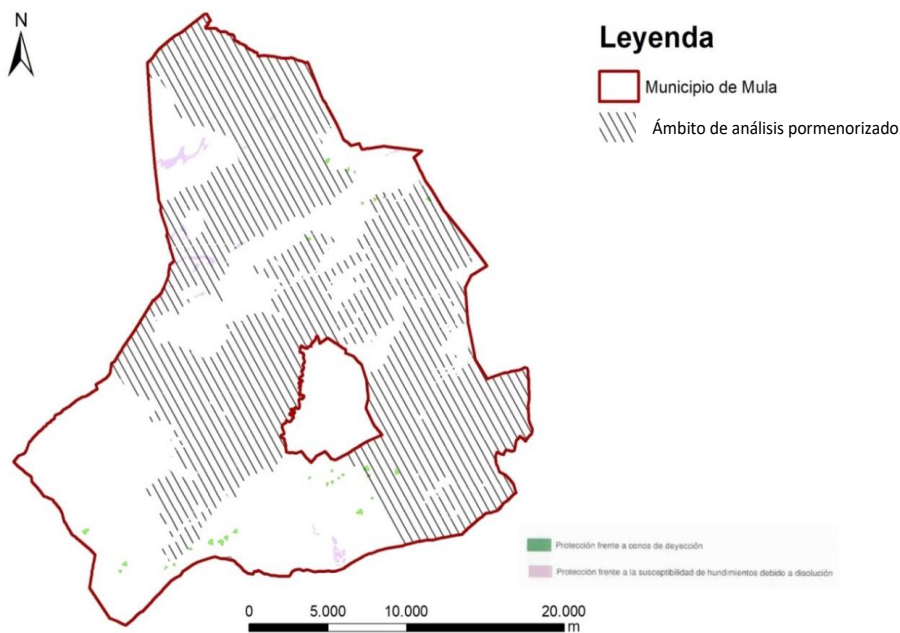 N
Leyenda
Municipio de Mula
Ámbito de análisis pormenorizado
Protección frente a conos de deyección
Protección frente a la susceptibilidad de hundimientos debido a disolución
0 5.000 10.000 20.000
m